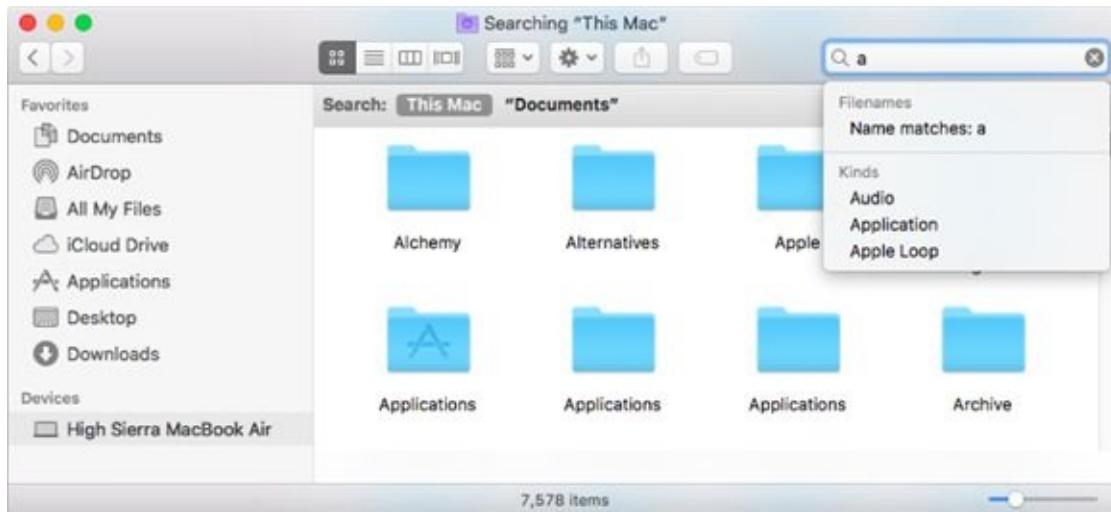 Searching "This Mac"
a
Favorites
Documents
AirDrop
All My Files
iCloud Drive
Applications
Desktop
Downloads
Devices
High Sierra MacBook Air
Search: This Mac "Documents"
Filenames
Name matches: a
Kinds
Audio
Application
Apple Loop
Alchemy
Alternatives
Apple
Applications
Applications
Applications
Archive
7,578 items